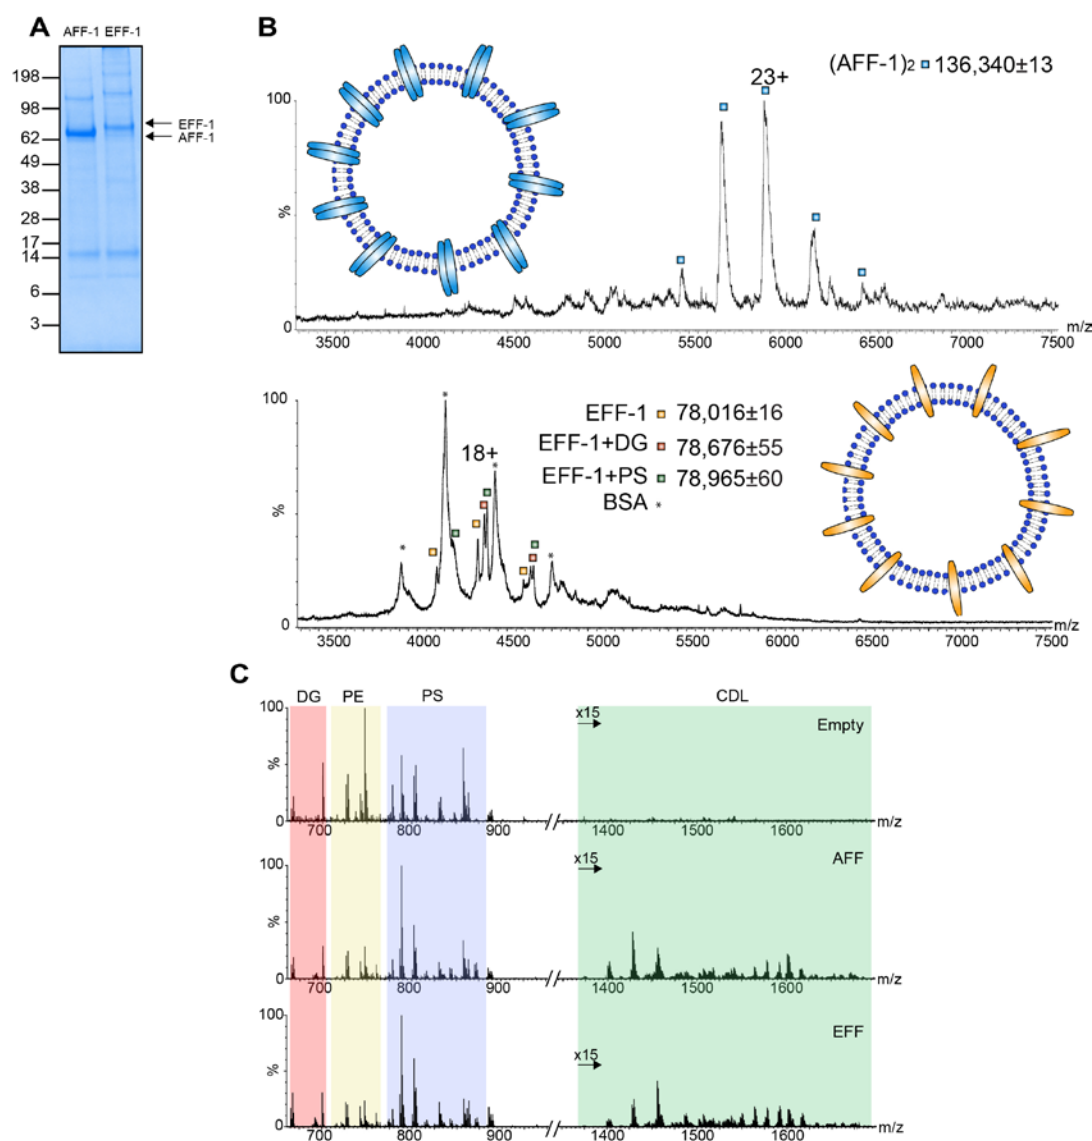 A
AFF-1 EFF-1
198
98
62
49
38
28
17
14
6
3
EFF-1
AFF-1
B
(AFF-1)2 136,340±13
23+
100
%
0
3500 4000 4500 5000 5500 6000 6500 7000 7500
m/z
100
%
0
EFF-1 78,016±16
EFF-1+DG 78,676±55
EFF-1+PS 78,965±60
BSA *
18+
* * * *
3500 4000 4500 5000 5500 6000 6500 7000 7500
m/z
C
DG PE PS CDL
100
%
0
x15
Empty
700 800 900 // 1400 1500 1600 m/z
100
%
0
x15
AFF
700 800 900 // 1400 1500 1600 m/z
100
%
0
x15
EFF
700 800 900 // 1400 1500 1600 m/z